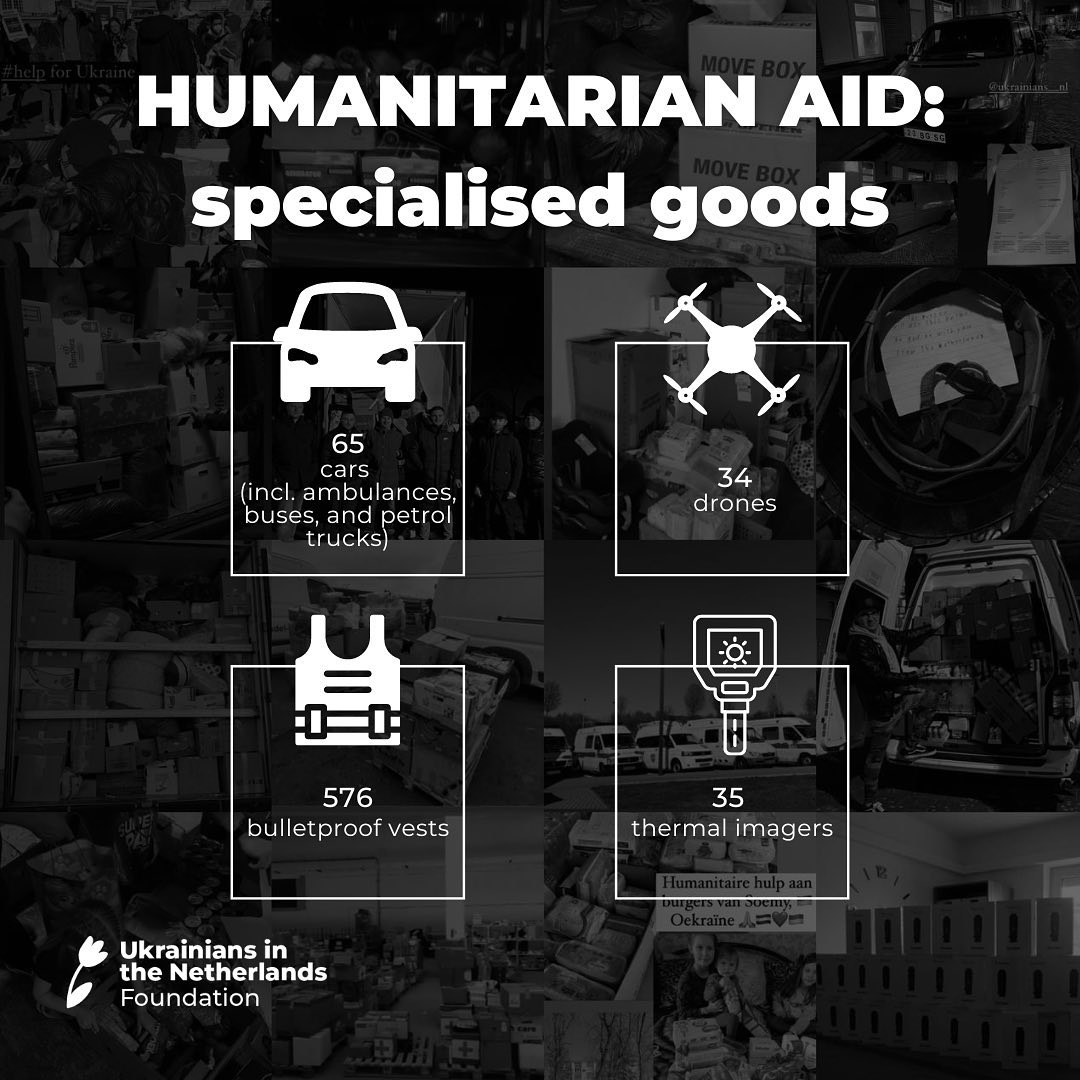 #help for Ukraine
HUMANITARIAN AID:
specialised goods
MOVE BOX
MOVE BOX
@ukrainians__nl
65
cars
(incl. ambulances,
buses, and petrol
trucks)
34
drones
576
bulletproof vests
35
thermal imagers
Humanitaire hulp aan
burgers van Soemy,
Oekraïne
Ukrainians in
the Netherlands
Foundation